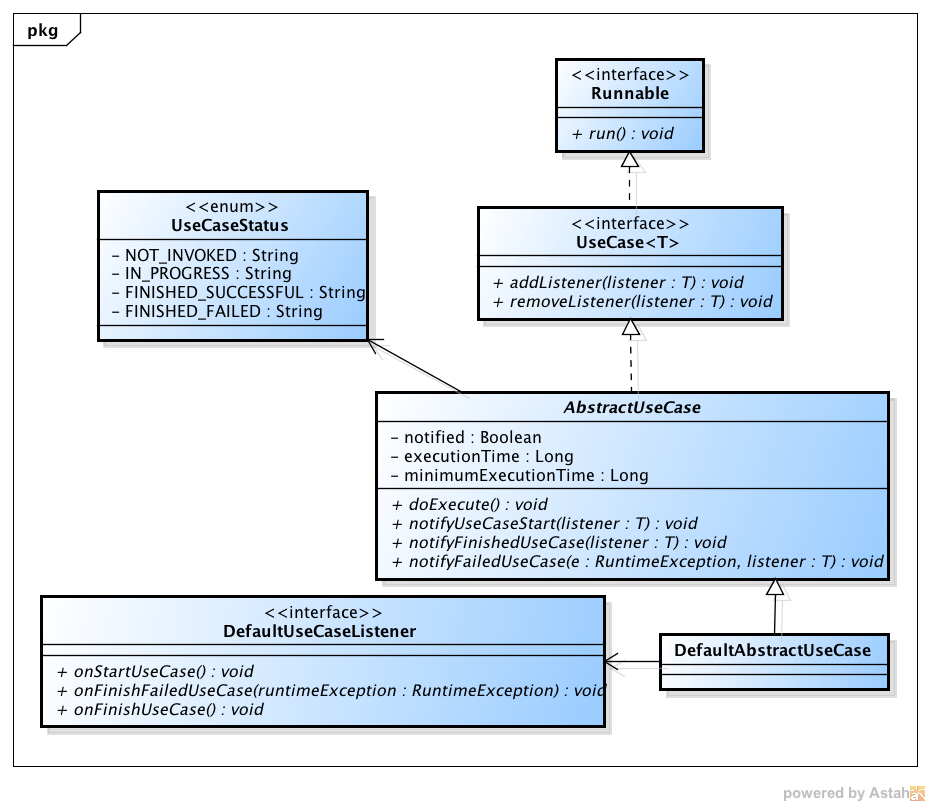 pkg
<<interface>>
Runnable
+ run() : void
<<enum>>
UseCaseStatus
– NOT_INVOKED : String
– IN_PROGRESS : String
– FINISHED_SUCCESSFUL : String
– FINISHED_FAILED : String
<<interface>>
UseCase<T>
+ addListener(listener : T) : void
+ removeListener(listener : T) : void
AbstractUseCase
– notified : Boolean
– executionTime : Long
– minimumExecutionTime : Long
+ doExecute() : void
+ notifyUseCaseStart(listener : T) : void
+ notifyFinishedUseCase(listener : T) : void
+ notifyFailedUseCase(e : RuntimeException, listener : T) : void
<<interface>>
DefaultUseCaseListener
+ onStartUseCase() : void
+ onFinishFailedUseCase(runtimeException : RuntimeException) : void
+ onFinishUseCase() : void
DefaultAbstractUseCase
powered by Astah